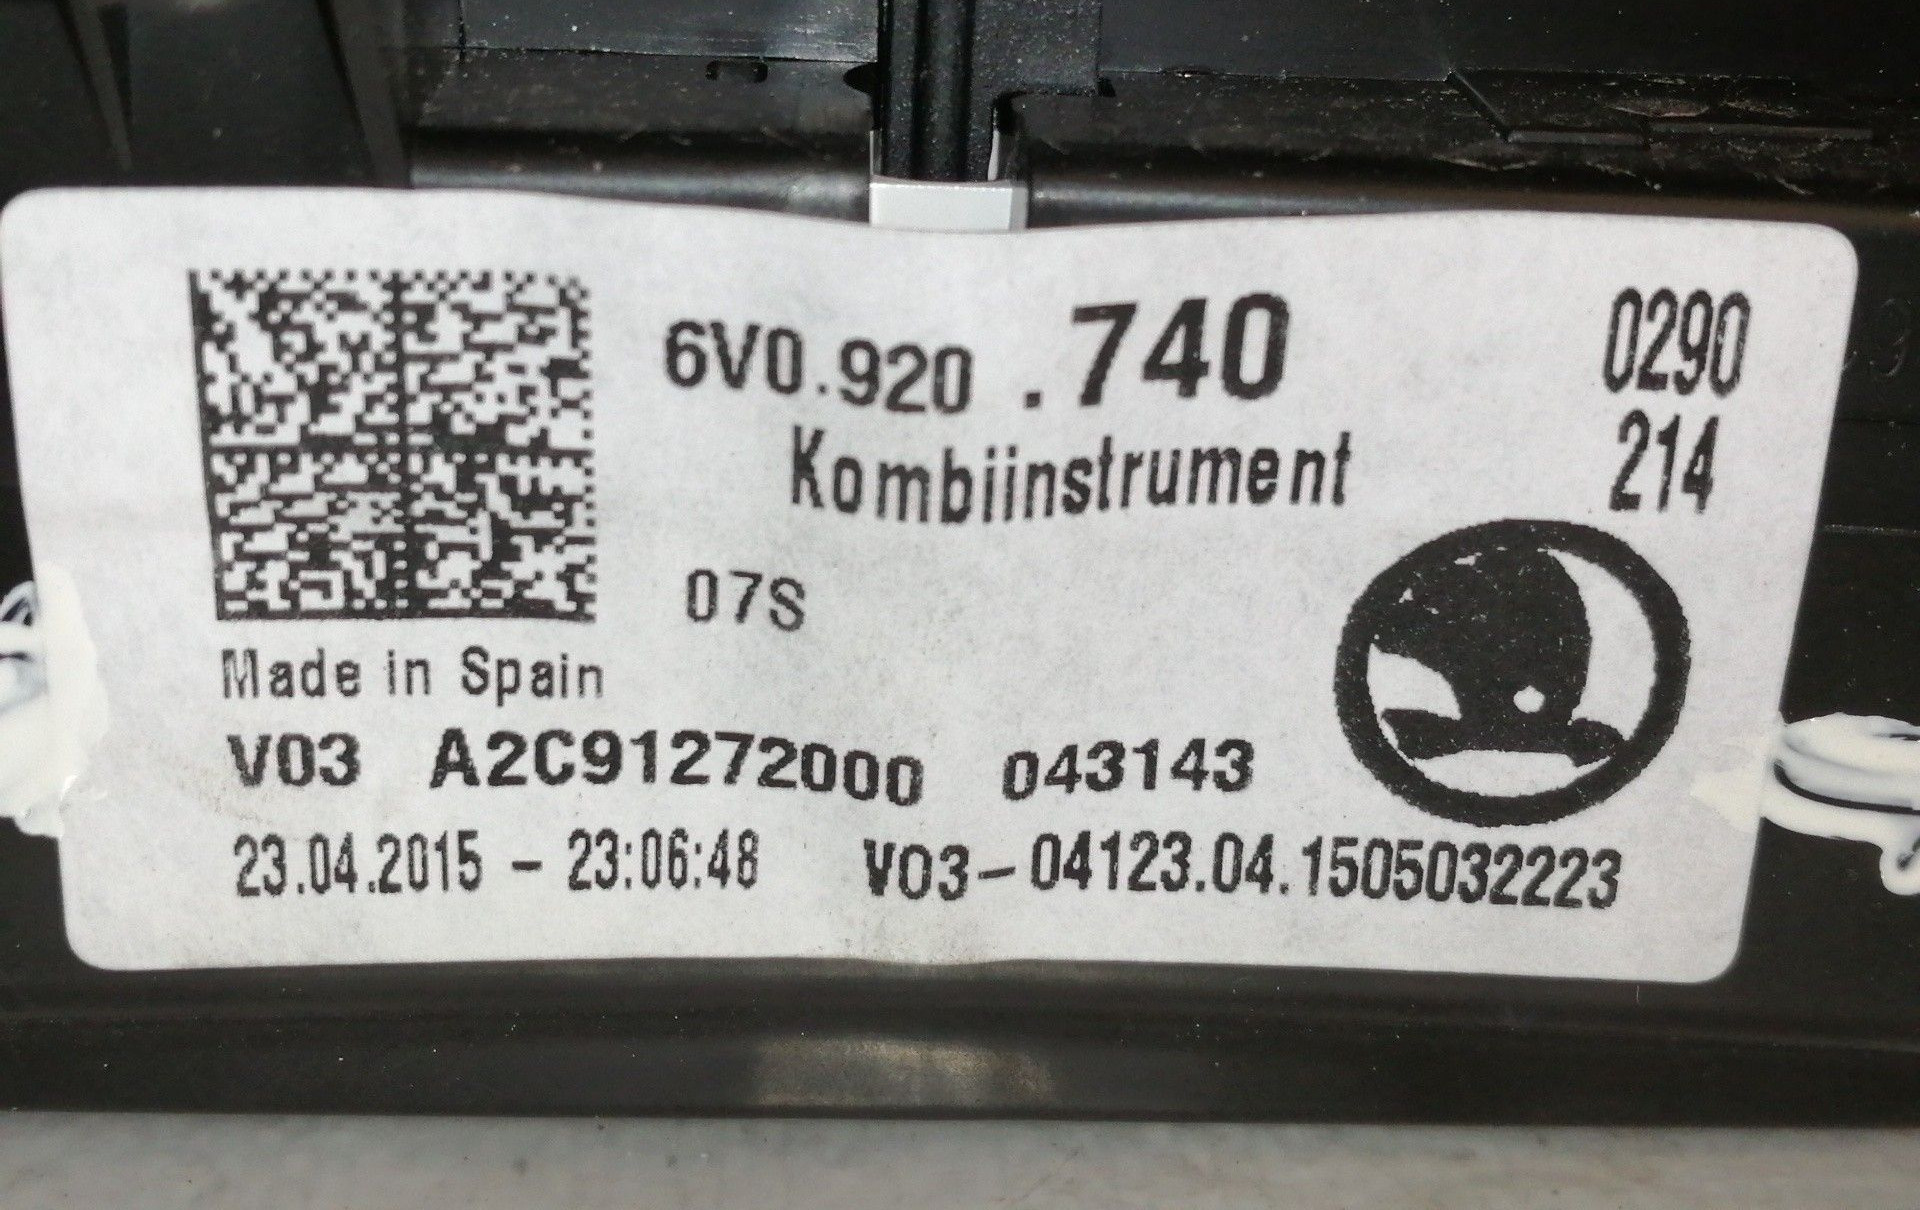 6V0.920 .740
0290
Kombiinstrument
214
07S
Made in Spain
V03 A2C91272000 043143
23.04.2015 - 23:06:48 V03-04123.04.1505032223